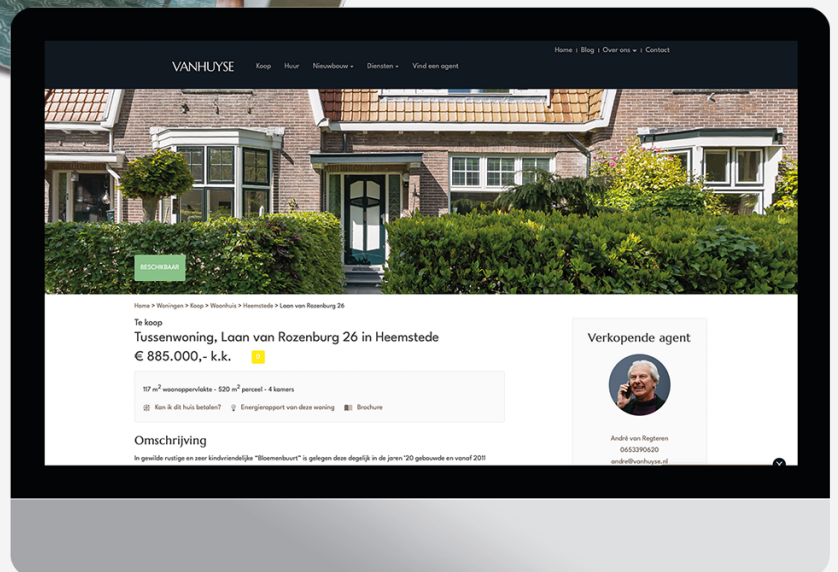 Home | Blog | Over ons | Contact
VANHUYSE Koop Huur Nieuwbouw Diensten Vind een agent
BESCHIKBAAR
Home > Woningen > Koop > Woonhuis > Heemstede > Laan van Rozenburg 26
Te koop
Tussenwoning, Laan van Rozenburg 26 in Heemstede
€ 885.000,- k.k.
Verkopende agent
117 m² woonoppervlakte - 520 m² perceel - 4 kamers
Kan ik dit huis betalen? Energierapport van deze woning Brochure
Omschrijving
In gewilde rustige en zeer kindvriendelijke "Bloemenbuurt" is gelegen deze degelijk in de jaren '20 gebouwde en vanaf 2011
André van Regteren
0653390620
andre@vanhuyse.nl